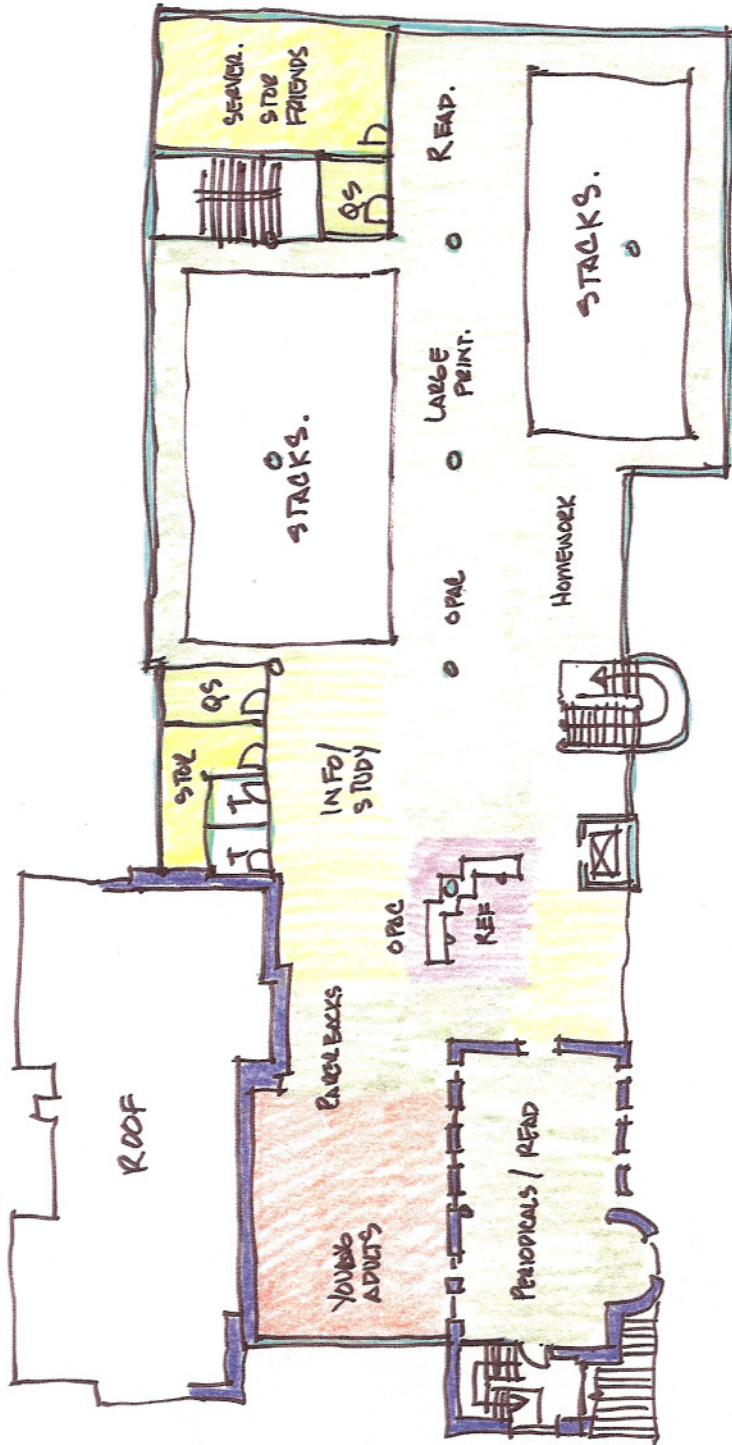 ROOF
STOR
QS
T
T
STACKS.
SERVER.
STOR
FRIENDS
QS
YOUNG
ADULTS
PAPERBACKS
INFO/
STUDY
OPAC
REF
OPAC
LARGE
PRINT.
READ.
PERIODICALS / READ
HOMEWORK
STACKS.